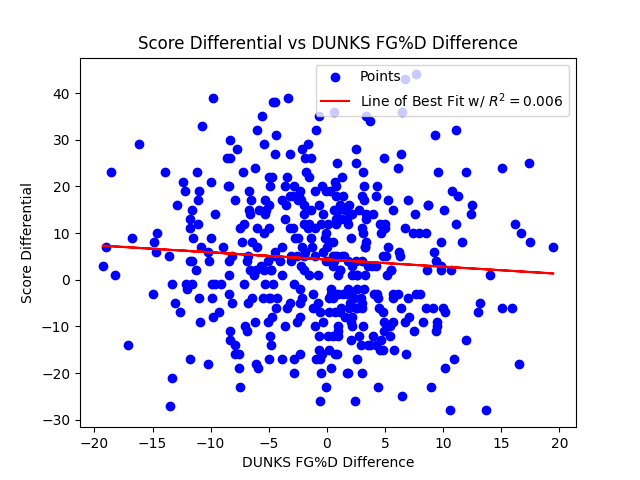 Score Differential vs DUNKS FG%D Difference
Points
Line of Best Fit w/ R² = 0.006
Score Differential
40
30
20
10
0
−10
−20
−30
−20 −15 −10 −5 0 5 10 15 20
DUNKS FG%D Difference